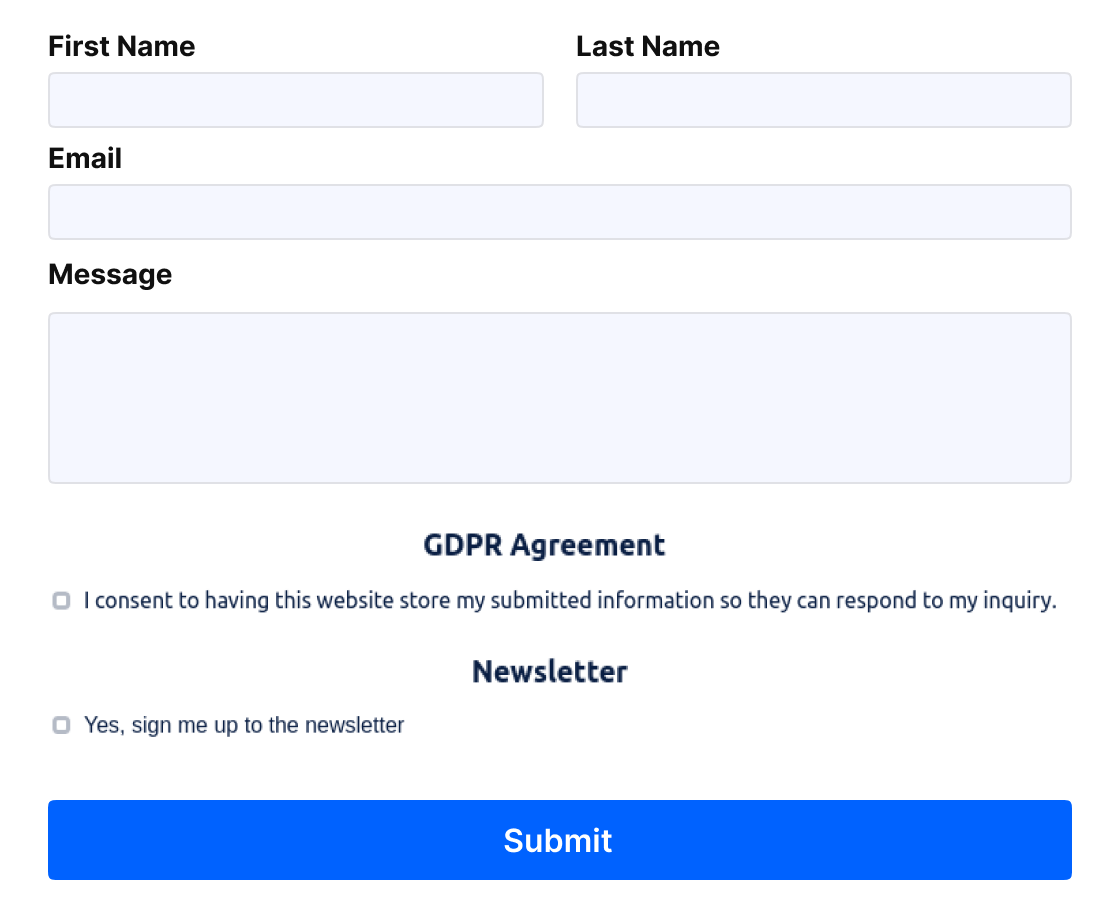 First Name
Last Name
Email
Message
GDPR Agreement
I consent to having this website store my submitted information so they can respond to my inquiry.
Newsletter
Yes, sign me up to the newsletter
Submit